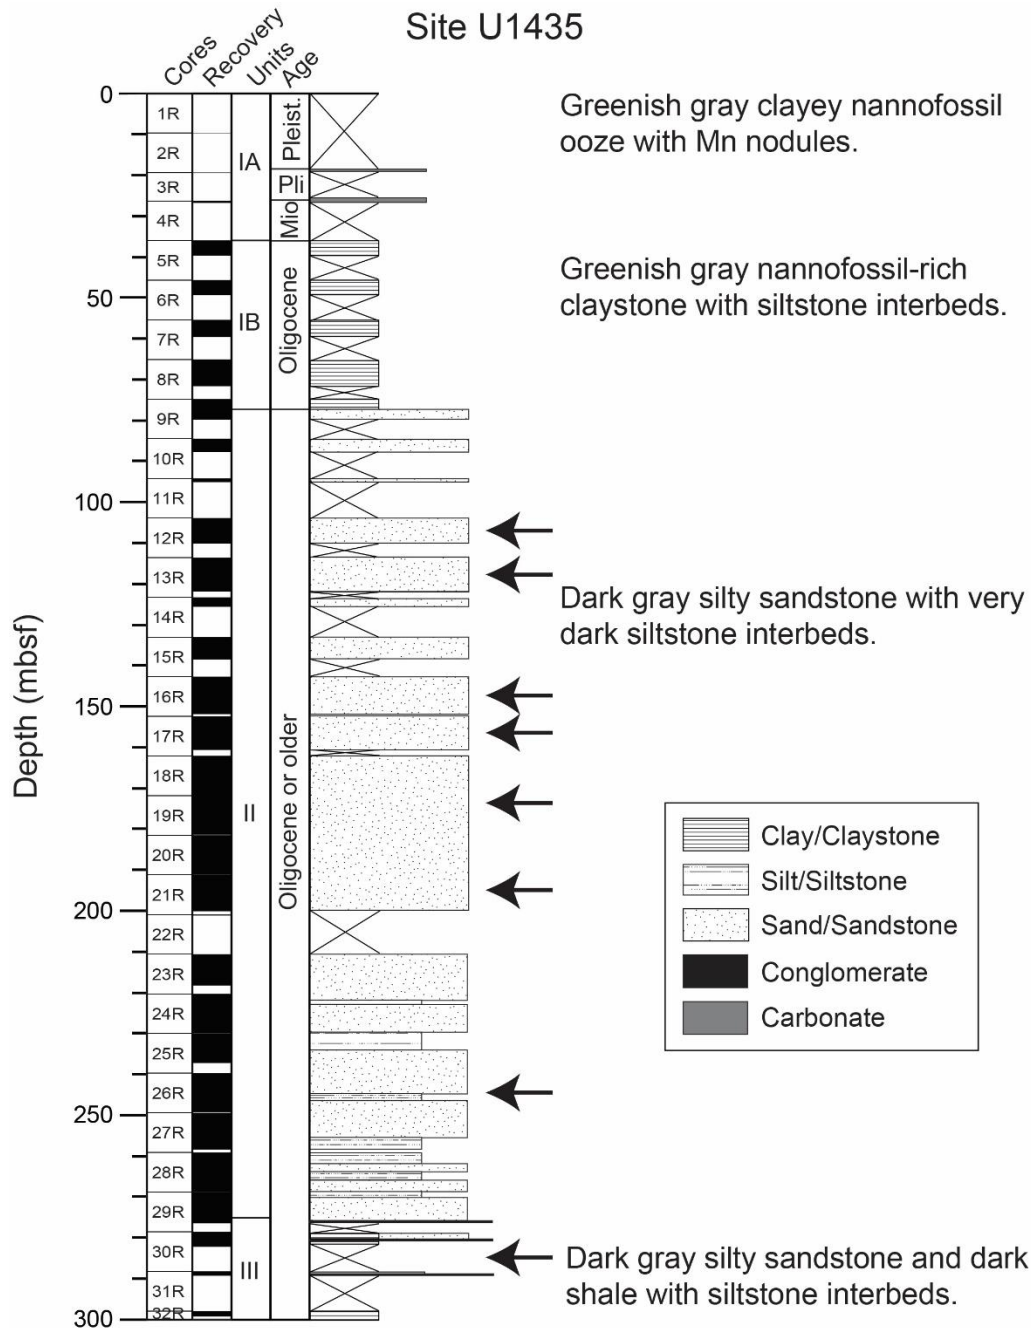 Site U1435
Cores
Recovery
Units
Age
Depth (mbsf)
0
50
100
150
200
250
300
1R
2R
3R
4R
5R
6R
7R
8R
9R
10R
11R
12R
13R
14R
15R
16R
17R
18R
19R
20R
21R
22R
23R
24R
25R
26R
27R
28R
29R
30R
31R
32R
IA
IB
II
III
Pleist.
Pli
Mio
Oligocene
Oligocene or older
Greenish gray clayey nannofossil
ooze with Mn nodules.
Greenish gray nannofossil-rich
claystone with siltstone interbeds.
Dark gray silty sandstone with very
dark siltstone interbeds.
Clay/Claystone
Silt/Siltstone
Sand/Sandstone
Conglomerate
Carbonate
Dark gray silty sandstone and dark
shale with siltstone interbeds.